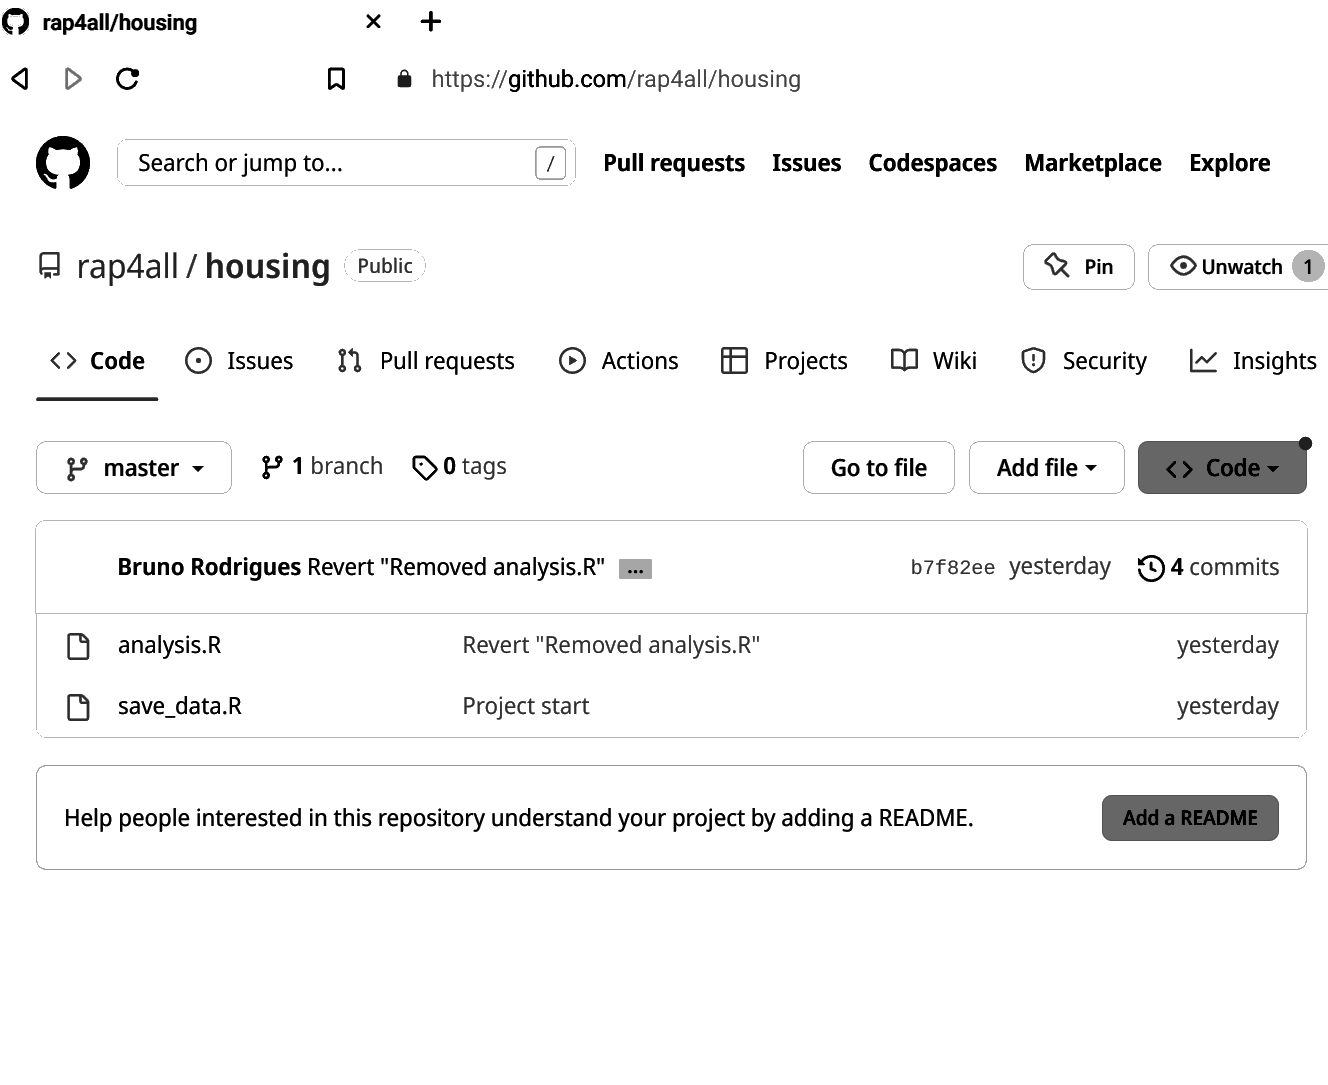 rap4all/housing
https://github.com/rap4all/housing
Search or jump to... / Pull requests Issues Codespaces Marketplace Explore
rap4all / housing Public Pin Unwatch 1
Code Issues Pull requests Actions Projects Wiki Security Insights
master 1 branch 0 tags Go to file Add file Code
Bruno Rodrigues Revert "Removed analysis.R" ... b7f82ee yesterday 4 commits
analysis.R Revert "Removed analysis.R" yesterday
save_data.R Project start yesterday
Help people interested in this repository understand your project by adding a README. Add a README